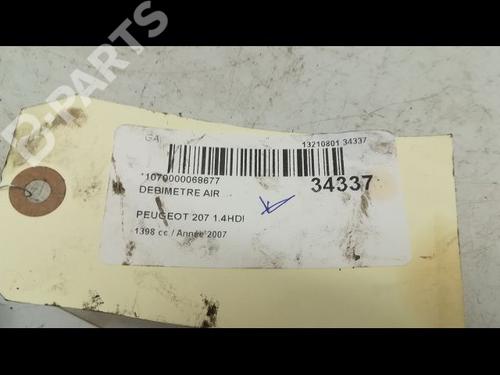 B-PARTS
GA
13210801 34337
*1070000068677
34337
DEBIMETRE AIR
PEUGEOT 207 1.4HDI
1398 cc / Année 2007